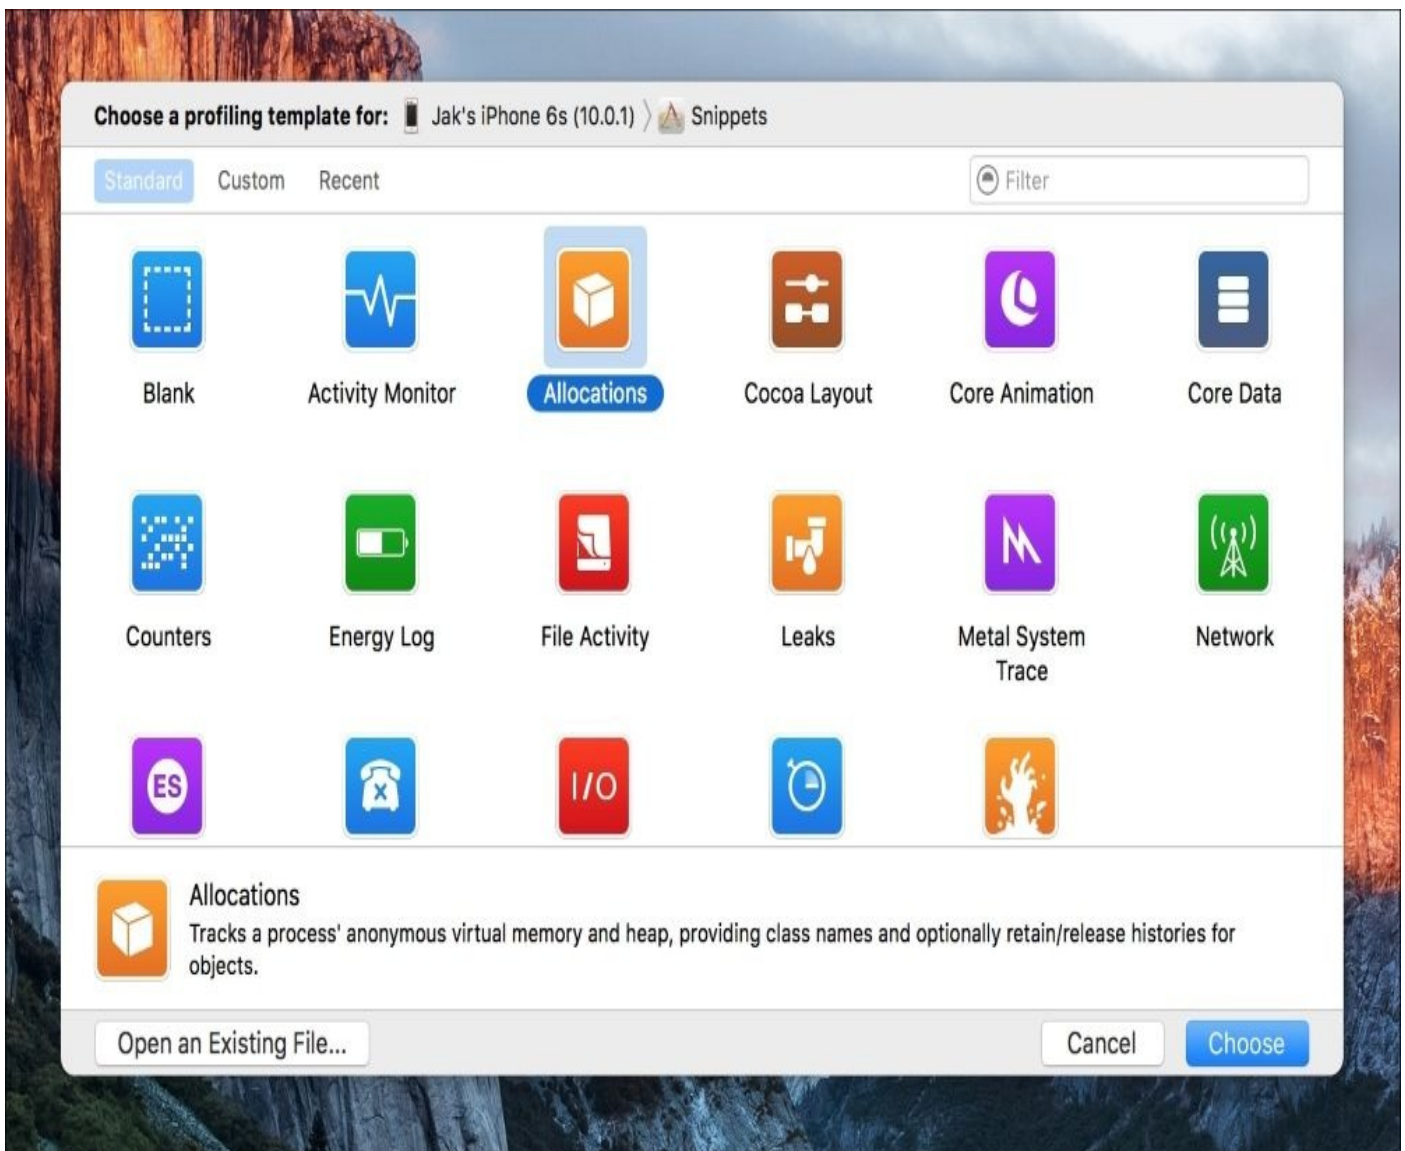 Choose a profiling template for: Jak's iPhone 6s (10.0.1) Snippets
Standard Custom Recent Filter
Blank Activity Monitor Allocations Cocoa Layout Core Animation Core Data
Counters Energy Log File Activity Leaks Metal System Network
Trace
ES I/O
Allocations
Tracks a process' anonymous virtual memory and heap, providing class names and optionally retain/release histories for
objects.
Open an Existing File... Cancel Choose